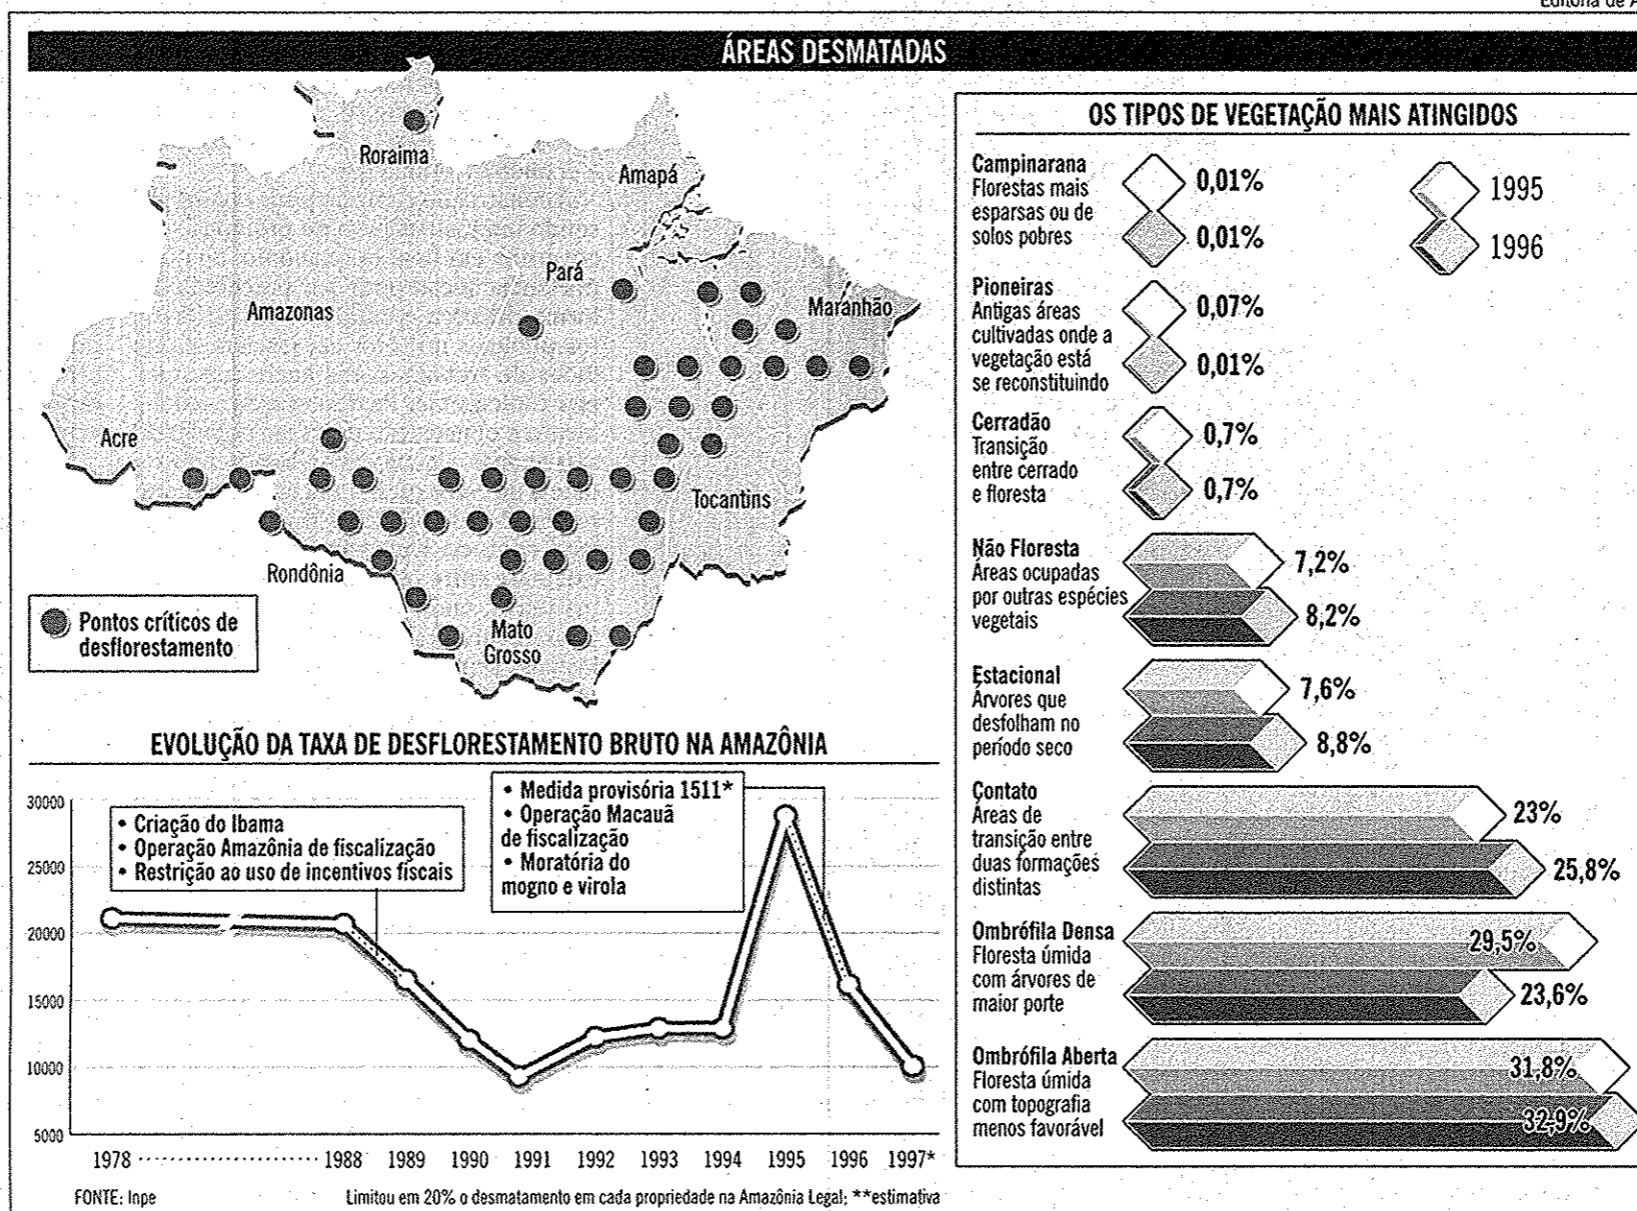 Editoria de A
ÁREAS DESMATADAS
Roraima
Amapá
Pará
Amazonas
Maranhão
Acre
Tocantins
Rondônia
Mato
Grosso
Pontos críticos de
desflorestamento
EVOLUÇÃO DA TAXA DE DESFLORESTAMENTO BRUTO NA AMAZÔNIA
30000
25000
20000
15000
10000
5000
• Criação do Ibama
• Operação Amazônia de fiscalização
• Restrição ao uso de incentivos fiscais
• Medida provisória 1511*
• Operação Macauã
de fiscalização
• Moratória do
mogno e virola
1978 1988 1989 1990 1991 1992 1993 1994 1995 1996 1997*
FONTE: Inpe
Limitou em 20% o desmatamento em cada propriedade na Amazônia Legal; **estimativa
OS TIPOS DE VEGETAÇÃO MAIS ATINGIDOS
1995
1996
Campinarana
Florestas mais
esparsas ou de
solos pobres
0,01%
0,01%
Pioneiras
Antigas áreas
cultivadas onde a
vegetação está
se reconstituindo
0,07%
0,01%
Cerradão
Transição
entre cerrado
e floresta
0,7%
0,7%
Não Floresta
Áreas ocupadas
por outras espécies
vegetais
7,2%
8,2%
Estacional
Árvores que
desfolham no
período seco
7,6%
8,8%
Contato
Áreas de
transição entre
duas formações
distintas
23%
25,8%
Ombrófila Densa
Floresta úmida
com árvores de
maior porte
29,5%
23,6%
Ombrófila Aberta
Floresta úmida
com topografia
menos favorável
31,8%
32,9%